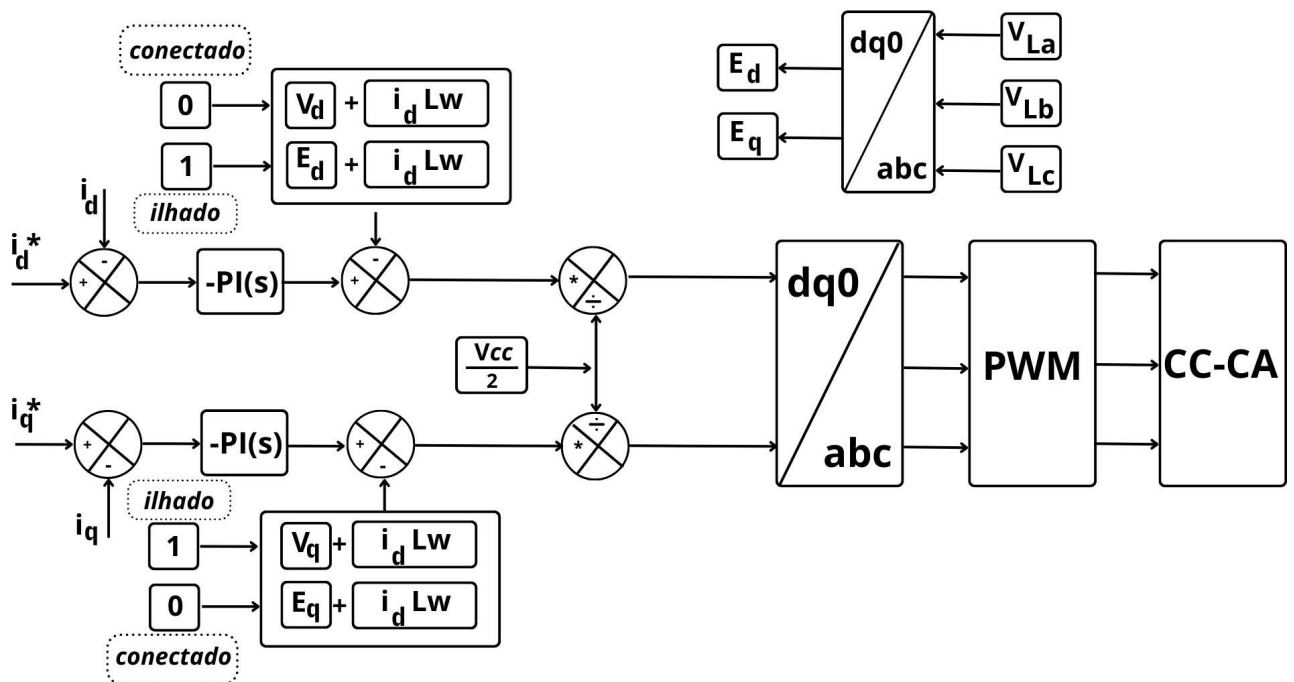 conectado
0
V_d + i_d Lw
1
E_d + i_d Lw
ilhado
dq0
abc
V_La
V_Lb
V_Lc
E_d
E_q
i_d
i_d*
-
+
-PI(s)
-
+
*
÷
Vcc
2
i_q*
+
-
i_q
-PI(s)
+
-
÷
*
dq0
abc
PWM
CC-CA
ilhado
1
V_q + i_d Lw
0
E_q + i_d Lw
conectado